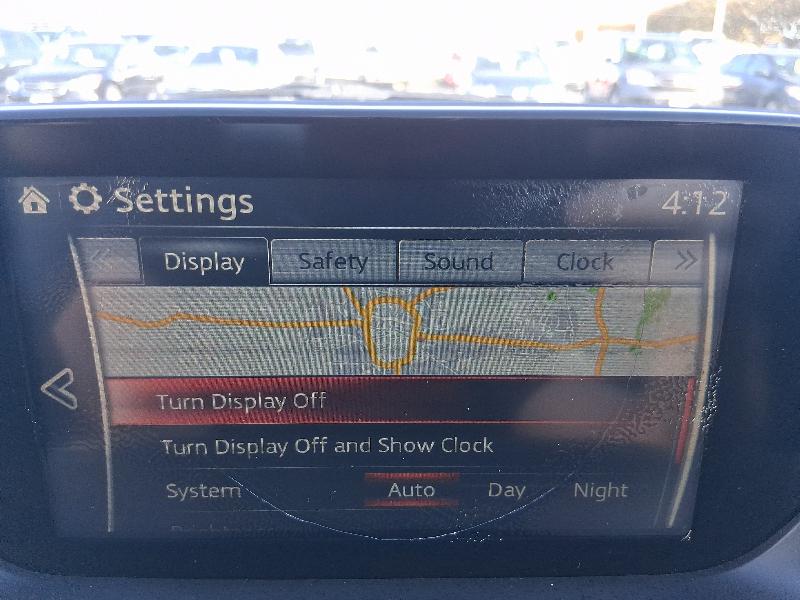 Settings 4:12
Display Safety Sound Clock
Turn Display Off
Turn Display Off and Show Clock
System Auto Day Night